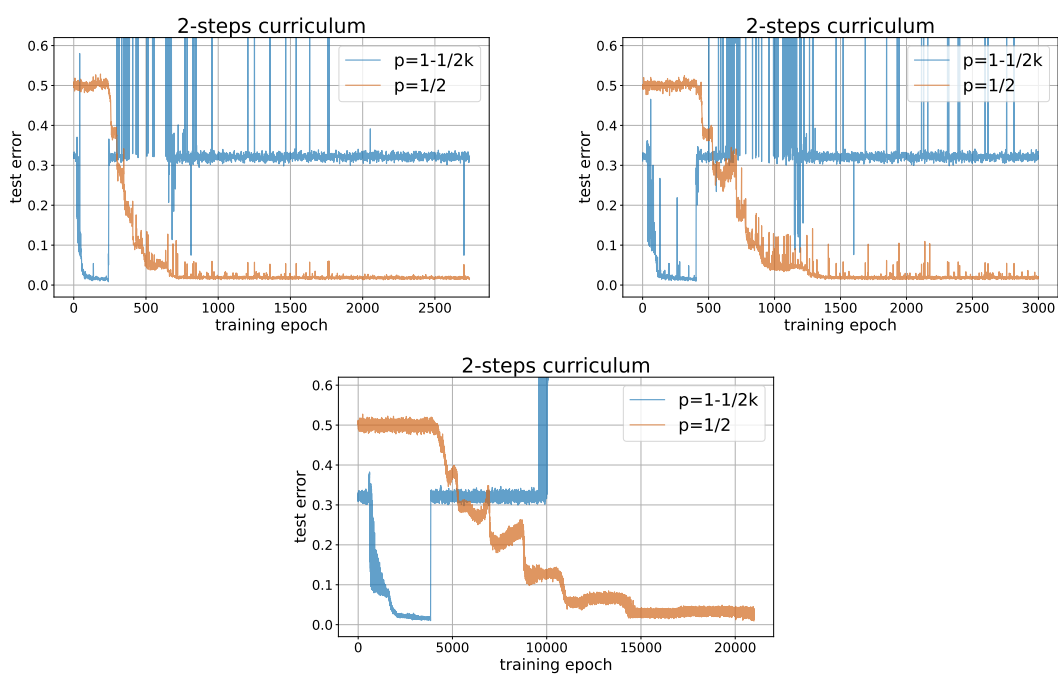 2-steps curriculum
0.6
0.5
0.4
0.3
0.2
0.1
0.0
test error
p=1-1/2k
p=1/2
0 500 1000 1500 2000 2500
training epoch
2-steps curriculum
0.6
0.5
0.4
0.3
0.2
0.1
0.0
test error
p=1-1/2k
p=1/2
0 500 1000 1500 2000 2500 3000
training epoch
2-steps curriculum
0.6
0.5
0.4
0.3
0.2
0.1
0.0
test error
p=1-1/2k
p=1/2
0 5000 10000 15000 20000
training epoch